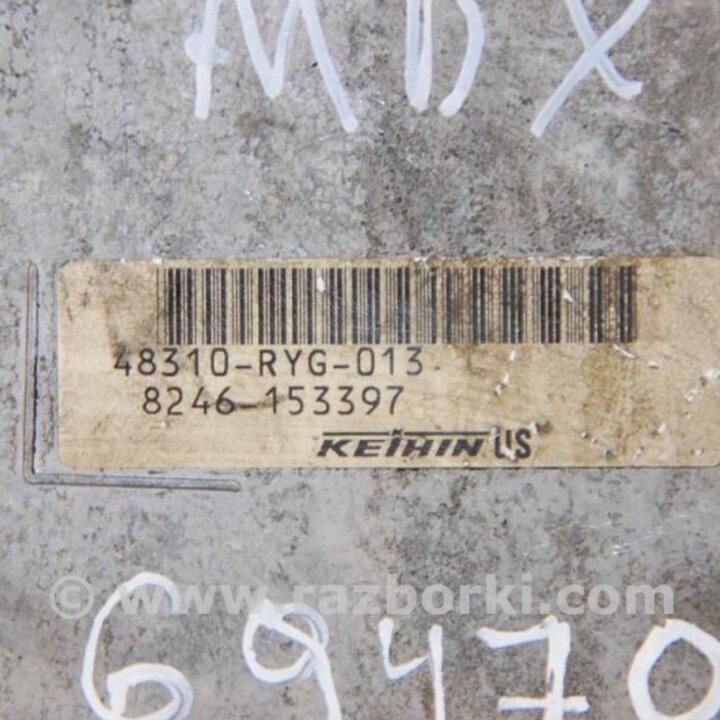 MDX
48310-RYG-013
8246-153397
KEIHIN US
© www.razborki.com
69470